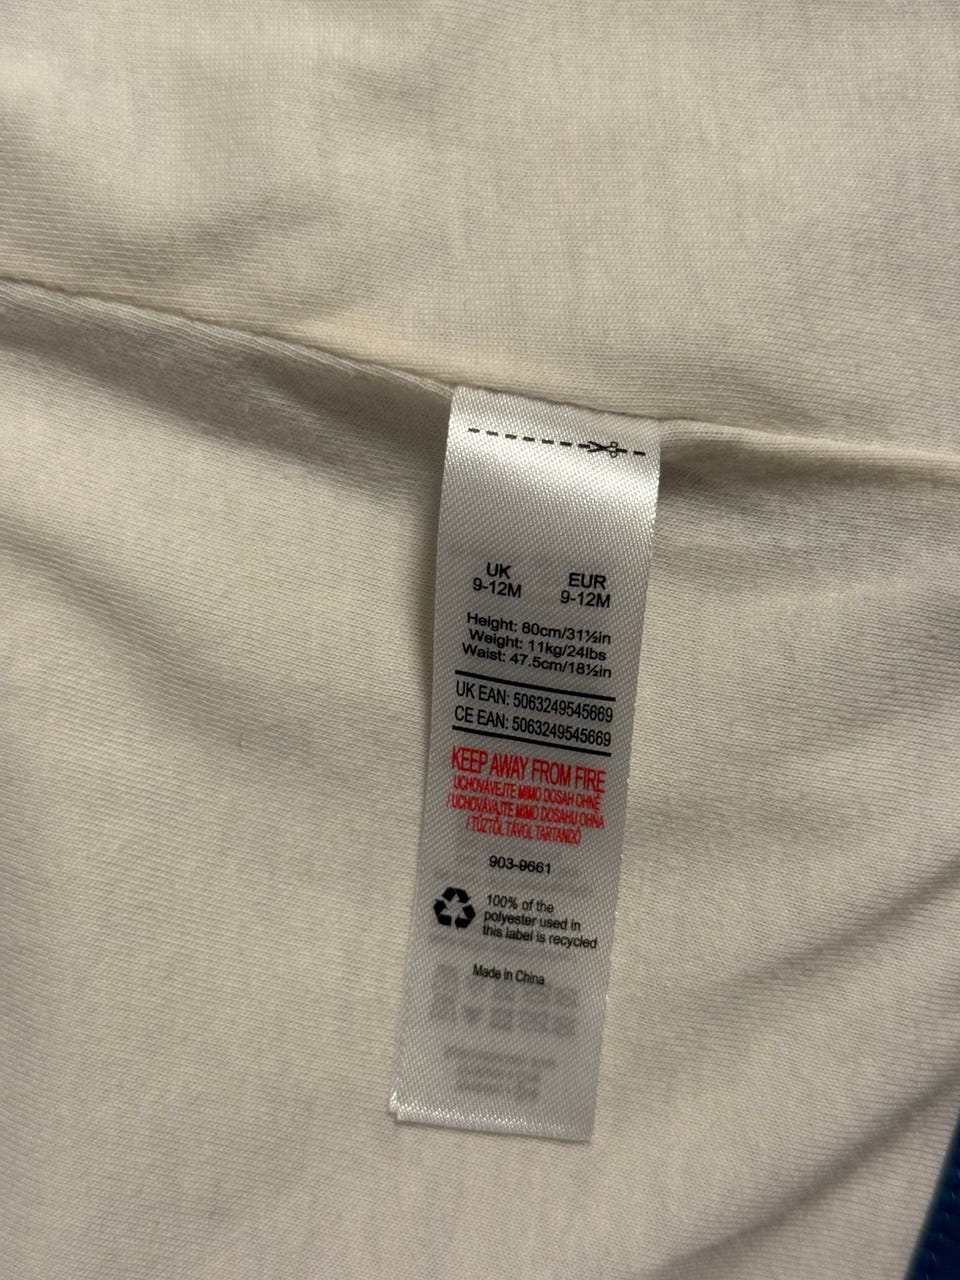 UK EUR
9-12M 9-12M
Height: 80cm/31½in
Weight: 11kg/24lbs
Waist: 47.5cm/18½in
UK EAN: 5063249545669
CE EAN: 5063249545669
KEEP AWAY FROM FIRE
UCHOVÁVEJTE MIMO DOSAH OHNĚ
/ UCHOVÁVAJTE MIMO DOSAHU OHŇA
/ TŰZTŐL TÁVOL TARTANDÓ
903-9661
100% of the
polyester used in
this label is recycled
Made in China